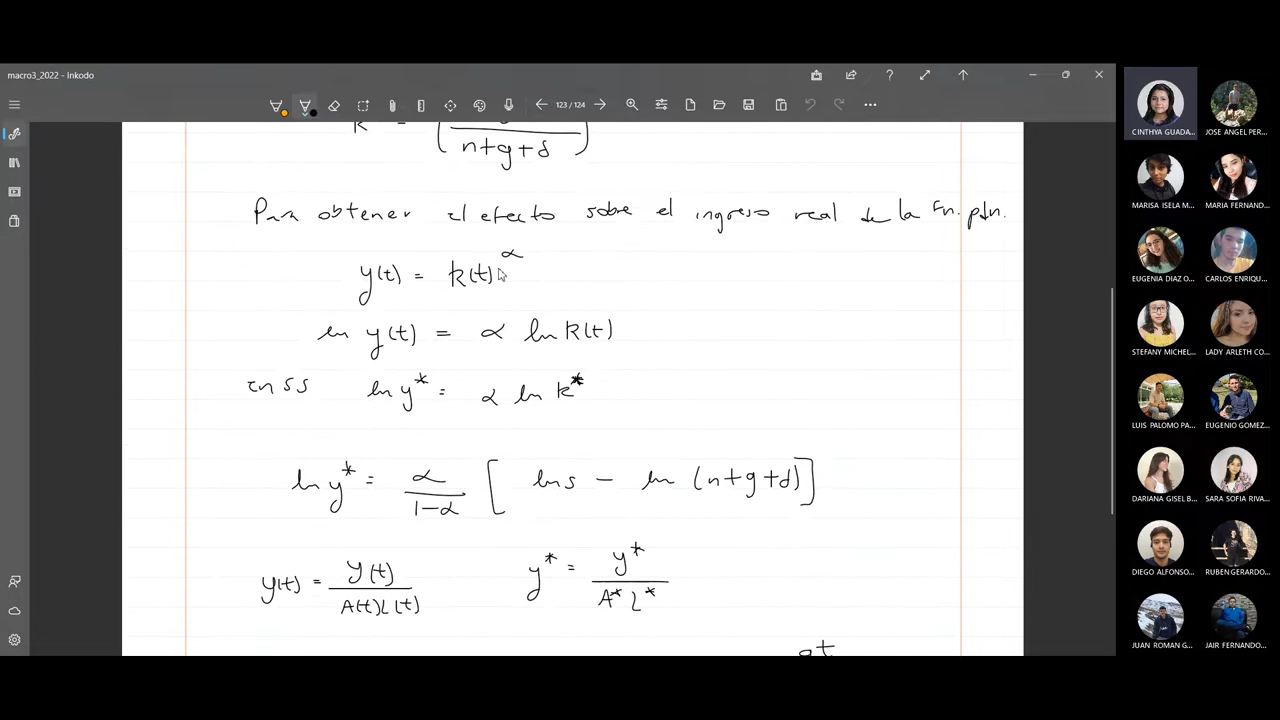 macro3_2022 - Inkodo
123 / 124
k =
n+g+δ
Para obtener el efecto sobre el ingreso real de la Fn. pdn.
y(t) = k(t)^α
ln y(t) = α ln k(t)
en ss ln y* = α ln k*
ln y* = α/(1-α) [ ln s - ln (n+g+δ) ]
y(t) = Y(t)/A(t)L(t) y* = Y*/A*L*
gt
CINTHYA GUADA...
JOSE ANGEL PER...
MARISA ISELA M...
MARIA FERNAND...
EUGENIA DIAZ O...
CARLOS ENRIQU...
STEFANY MICHEL...
LADY ARLETH CO...
LUIS PALOMO PA...
EUGENIO GOMEZ...
DARIANA GISEL B...
SARA SOFIA RIVA...
DIEGO ALFONSO...
RUBEN GERARDO...
JUAN ROMAN G...
JAIR FERNANDO...